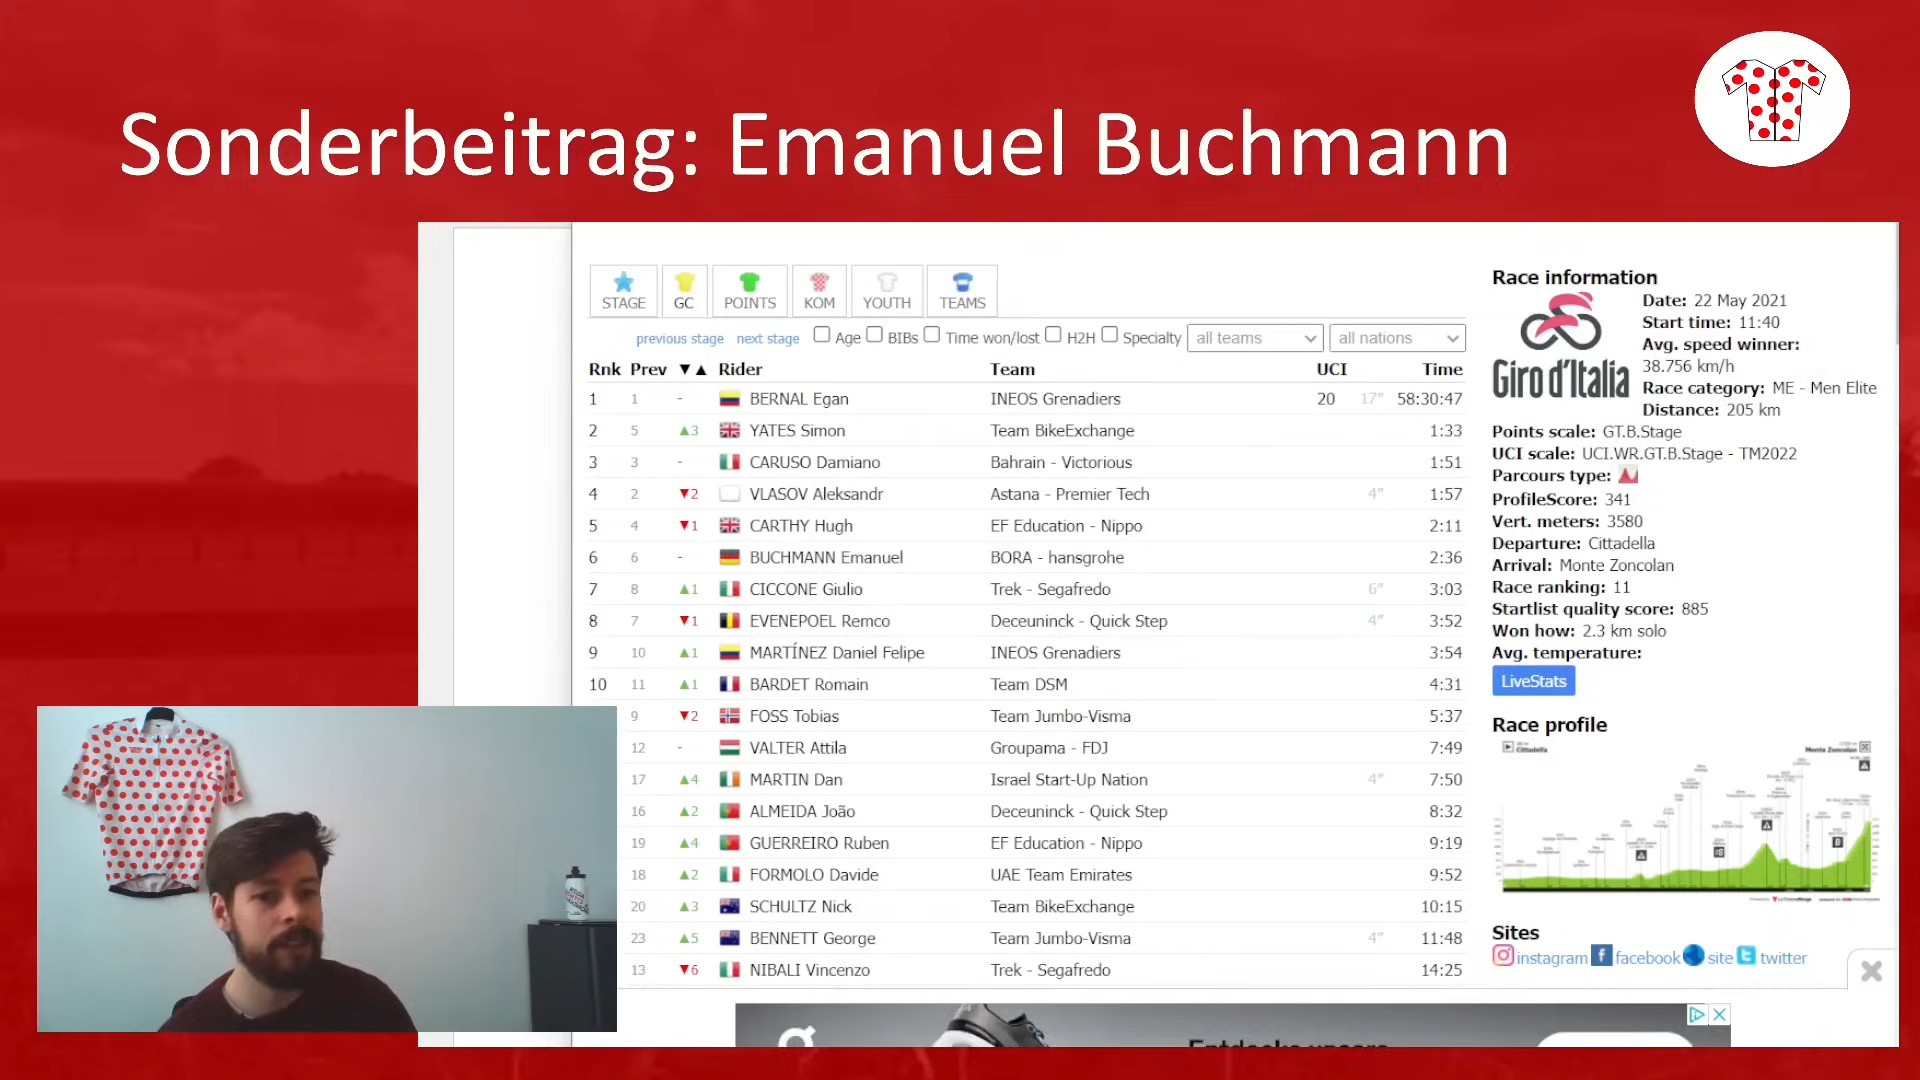 Sonderbeitrag: Emanuel Buchmann
STAGE GC POINTS KOM YOUTH TEAMS
previous stage next stage Age BIBs Time won/lost H2H Specialty all teams all nations
Rnk Prev ▼▲ Rider Team UCI Time
1 1 - BERNAL Egan INEOS Grenadiers 20 17″ 58:30:47
2 5 ▲3 YATES Simon Team BikeExchange 1:33
3 3 - CARUSO Damiano Bahrain - Victorious 1:51
4 2 ▼2 VLASOV Aleksandr Astana - Premier Tech 4″ 1:57
5 4 ▼1 CARTHY Hugh EF Education - Nippo 2:11
6 6 - BUCHMANN Emanuel BORA - hansgrohe 2:36
7 8 ▲1 CICCONE Giulio Trek - Segafredo 6″ 3:03
8 7 ▼1 EVENEPOEL Remco Deceuninck - Quick Step 4″ 3:52
9 10 ▲1 MARTÍNEZ Daniel Felipe INEOS Grenadiers 3:54
10 11 ▲1 BARDET Romain Team DSM 4:31
9 ▼2 FOSS Tobias Team Jumbo-Visma 5:37
12 - VALTER Attila Groupama - FDJ 7:49
17 ▲4 MARTIN Dan Israel Start-Up Nation 4″ 7:50
16 ▲2 ALMEIDA João Deceuninck - Quick Step 8:32
19 ▲4 GUERREIRO Ruben EF Education - Nippo 9:19
18 ▲2 FORMOLO Davide UAE Team Emirates 9:52
20 ▲3 SCHULTZ Nick Team BikeExchange 10:15
23 ▲5 BENNETT George Team Jumbo-Visma 4″ 11:48
13 ▼6 NIBALI Vincenzo Trek - Segafredo 14:25
Race information
Giro d'Italia
Date: 22 May 2021
Start time: 11:40
Avg. speed winner:
38.756 km/h
Race category: ME - Men Elite
Distance: 205 km
Points scale: GT.B.Stage
UCI scale: UCI.WR.GT.B.Stage - TM2022
Parcours type:
ProfileScore: 341
Vert. meters: 3580
Departure: Cittadella
Arrival: Monte Zoncolan
Race ranking: 11
Startlist quality score: 885
Won how: 2.3 km solo
Avg. temperature:
LiveStats
Race profile
Cittadella
Monte Zoncolan
Sites
instagram facebook site twitter